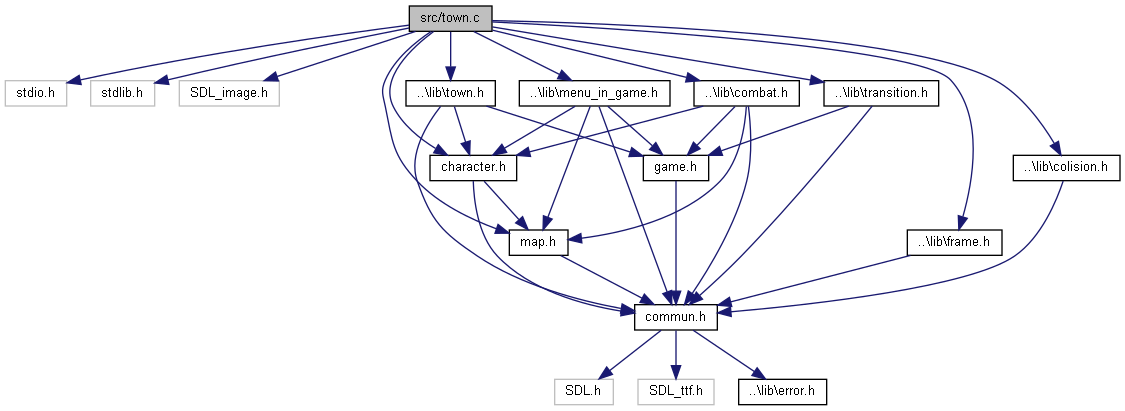 src/town.c
stdio.h
stdlib.h
SDL_image.h
..\lib\town.h
..\lib\menu_in_game.h
..\lib\combat.h
..\lib\transition.h
character.h
game.h
..\lib\colision.h
map.h
..\lib\frame.h
commun.h
SDL.h
SDL_ttf.h
..\lib\error.h